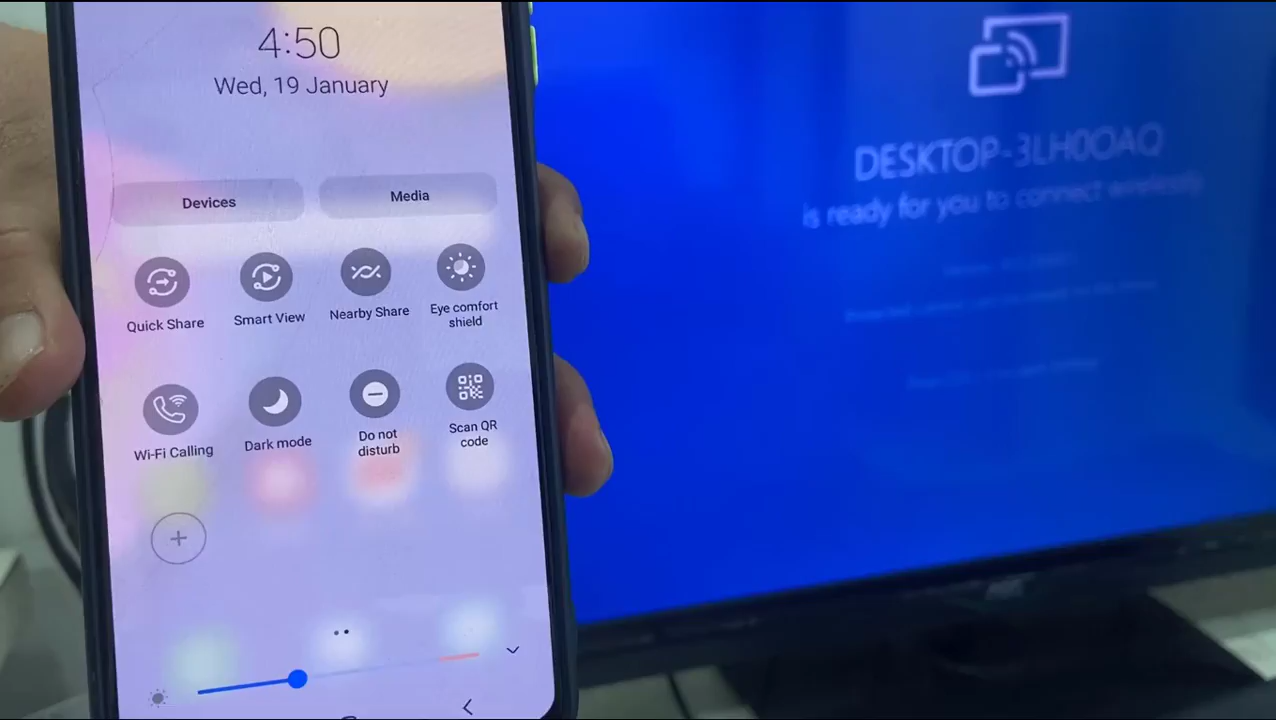 4:50
Wed, 19 January
Devices
Media
Quick Share
Smart View
Nearby Share
Eye comfort
shield
Wi-Fi Calling
Dark mode
Do not
disturb
Scan QR
code
DESKTOP-3LH0OAQ
is ready for you to connect wirelessly